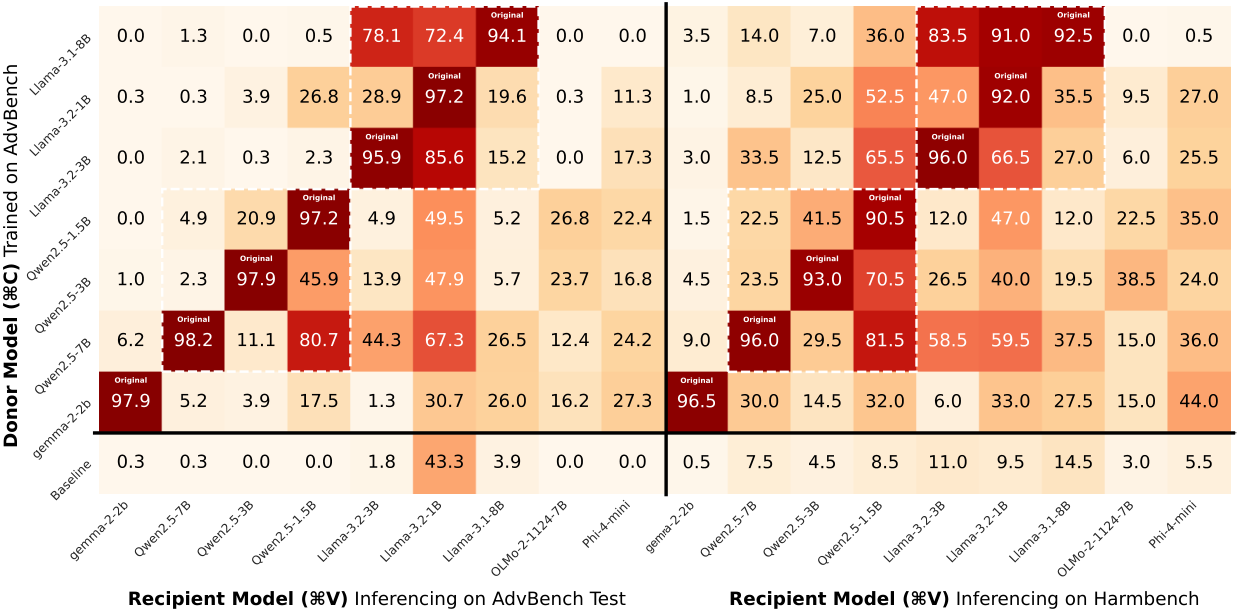 Donor Model (⌘C) Trained on AdvBench
Original Original
Llama-3.1-8B 0.0 1.3 0.0 0.5 78.1 72.4 94.1 0.0 0.0 3.5 14.0 7.0 36.0 83.5 91.0 92.5 0.0 0.5
Original Original
Llama-3.2-1B 0.3 0.3 3.9 26.8 28.9 97.2 19.6 0.3 11.3 1.0 8.5 25.0 52.5 47.0 92.0 35.5 9.5 27.0
Original Original
Llama-3.2-3B 0.0 2.1 0.3 2.3 95.9 85.6 15.2 0.0 17.3 3.0 33.5 12.5 65.5 96.0 66.5 27.0 6.0 25.5
Original Original
Qwen2.5-1.5B 0.0 4.9 20.9 97.2 4.9 49.5 5.2 26.8 22.4 1.5 22.5 41.5 90.5 12.0 47.0 12.0 22.5 35.0
Original Original
Qwen2.5-3B 1.0 2.3 97.9 45.9 13.9 47.9 5.7 23.7 16.8 4.5 23.5 93.0 70.5 26.5 40.0 19.5 38.5 24.0
Original Original
Qwen2.5-7B 6.2 98.2 11.1 80.7 44.3 67.3 26.5 12.4 24.2 9.0 96.0 29.5 81.5 58.5 59.5 37.5 15.0 36.0
Original Original
gemma-2-2b 97.9 5.2 3.9 17.5 1.3 30.7 26.0 16.2 27.3 96.5 30.0 14.5 32.0 6.0 33.0 27.5 15.0 44.0
Baseline 0.3 0.3 0.0 0.0 1.8 43.3 3.9 0.0 0.0 0.5 7.5 4.5 8.5 11.0 9.5 14.5 3.0 5.5
gemma-2-2b Qwen2.5-7B Qwen2.5-3B Qwen2.5-1.5B Llama-3.2-3B Llama-3.2-1B Llama-3.1-8B OLMo-2-1124-7B Phi-4-mini gemma-2-2b Qwen2.5-7B Qwen2.5-3B Qwen2.5-1.5B Llama-3.2-3B Llama-3.2-1B Llama-3.1-8B OLMo-2-1124-7B Phi-4-mini
Recipient Model (⌘V) Inferencing on AdvBench Test
Recipient Model (⌘V) Inferencing on Harmbench